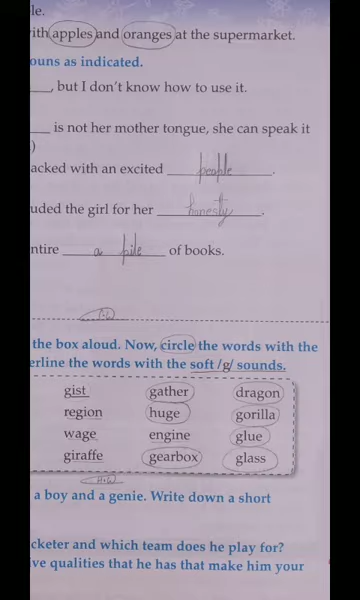 le.
ith apples and oranges at the supermarket.
ouns as indicated.
____, but I don't know how to use it.
____ is not her mother tongue, she can speak it
)
acked with an excited people.
uded the girl for her honesty.
ntire a pile of books.
the box aloud. Now, circle the words with the
erline the words with the soft /g/ sounds.
gist gather dragon
region huge gorilla
wage engine glue
giraffe gearbox glass
H.W
a boy and a genie. Write down a short
cketer and which team does he play for?
ive qualities that he has that make him your